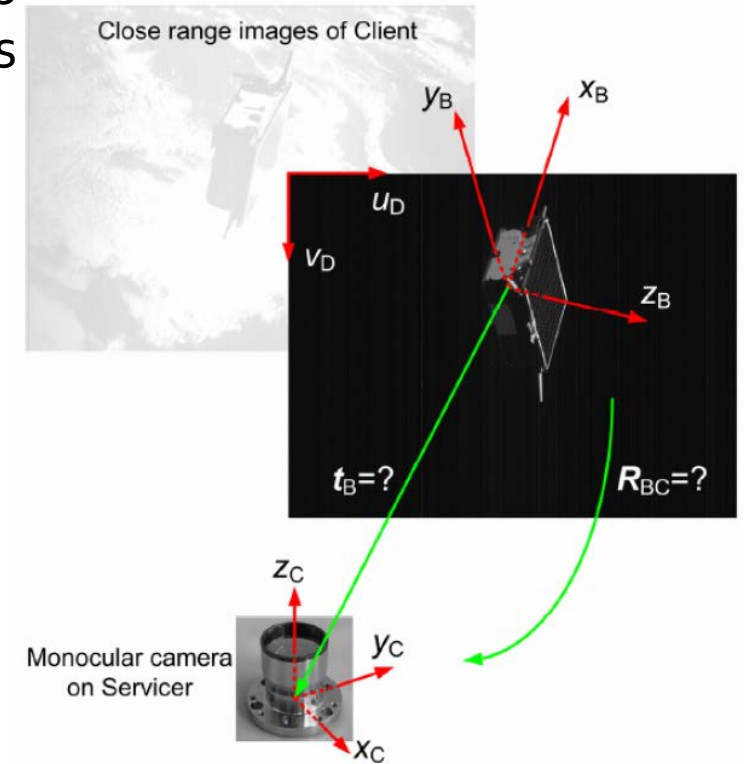 s
Close range images of Client
yB
xB
uD
vD
zB
tB=?
RBC=?
zC
Monocular camera
on Servicer
yC
xC